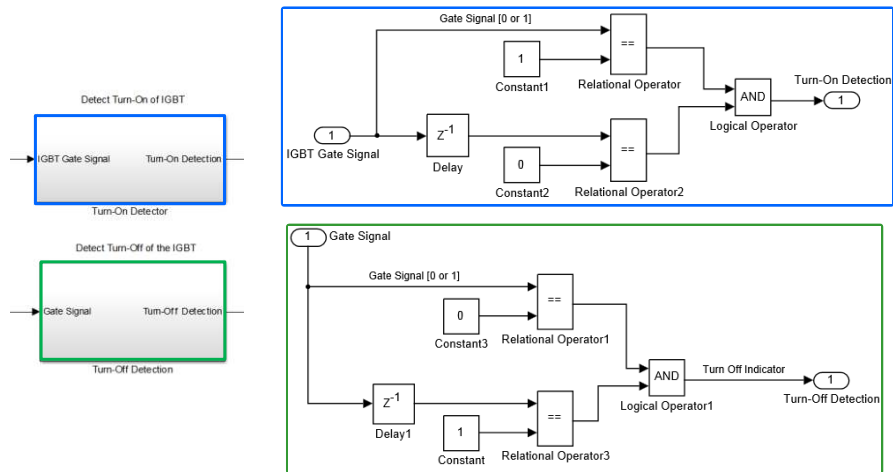 Detect Turn-On of IGBT
IGBT Gate Signal
Turn-On Detection
Turn-On Detector
Detect Turn-Off of the IGBT
Gate Signal
Turn-Off Detection
Turn-Off Detection
Gate Signal [0 or 1]
1
Constant1
==
Relational Operator
1
IGBT Gate Signal
Z-1
Delay
0
Constant2
==
Relational Operator2
AND
Logical Operator
Turn-On Detection
1
1
Gate Signal
Gate Signal [0 or 1]
0
Constant3
==
Relational Operator1
Z-1
Delay1
1
Constant
==
Relational Operator3
AND
Logical Operator1
Turn Off Indicator
1
Turn-Off Detection